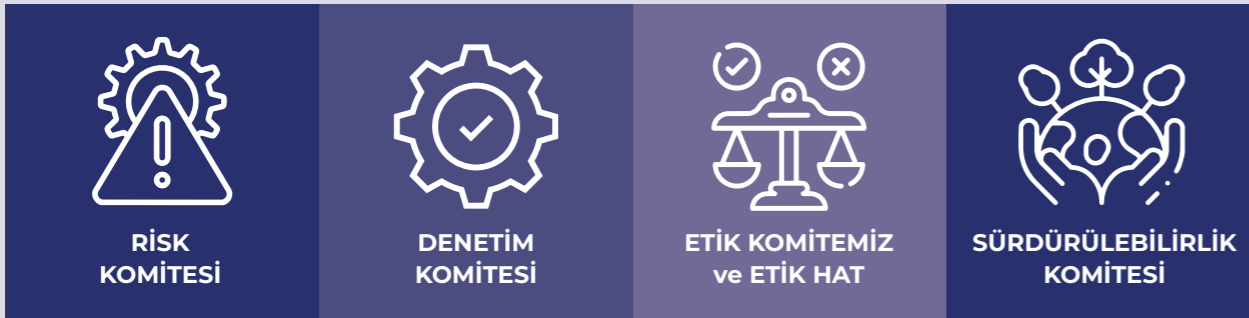 RİSK
KOMİTESİ
DENETİM
KOMİTESİ
ETİK KOMİTEMİZ
ve ETİK HAT
SÜRDÜRÜLEBİLİRLİK
KOMİTESİ